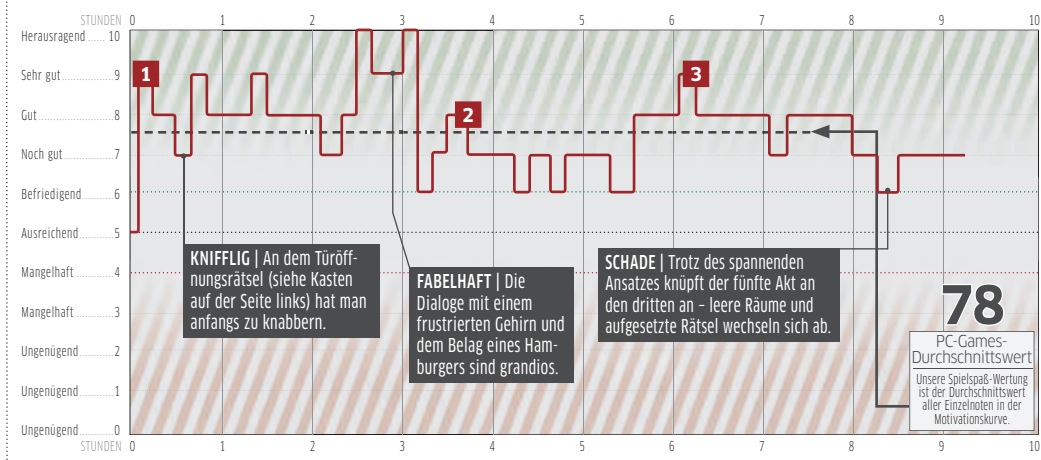 STUNDEN 0 1 2 3 4 5 6 7 8 9 10
Herausragend ...... 10
Sehr gut ................ 9
Gut ........................ 8
Noch gut ............... 7
Befriedigend ......... 6
Ausreichend .......... 5
Mangelhaft ........... 4
Mangelhaft ........... 3
Ungenügend .......... 2
Ungenügend .......... 1
Ungenügend .......... 0
STUNDEN 1 2 3 4 5 6 7 8 9 10
1
2
3
KNIFFLIG | An dem Türöff-
nungsrätsel (siehe Kasten
auf der Seite links) hat man
anfangs zu knabbern.
FABELHAFT | Die
Dialoge mit einem
frustrierten Gehirn und
dem Belag eines Ham-
burgers sind grandios.
SCHADE | Trotz des spannenden
Ansatzes knüpft der fünfte Akt an
den dritten an – leere Räume und
aufgesetzte Rätsel wechseln sich ab.
78
PC-Games-
Durchschnittswert
Unsere Spielspaß-Wertung
ist der Durchschnittswert
aller Einzelnoten in der
Motivationskurve.